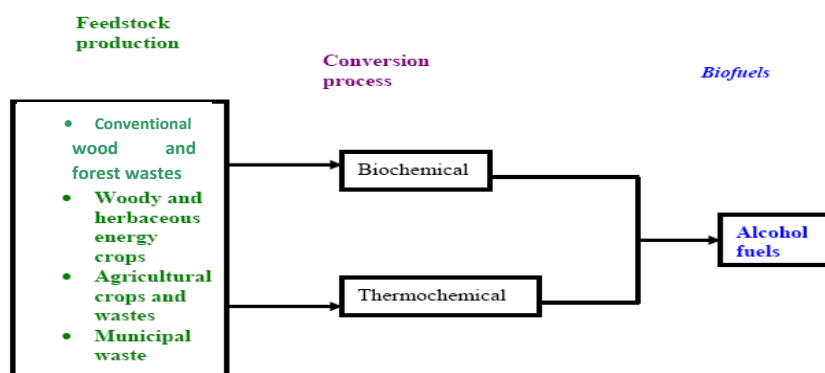 Feedstock
production
Conversion
process
Biofuels
• Conventional
wood and
forest wastes
• Woody and
herbaceous
energy
crops
• Agricultural
crops and
wastes
• Municipal
waste
Biochemical
Thermochemical
Alcohol
fuels